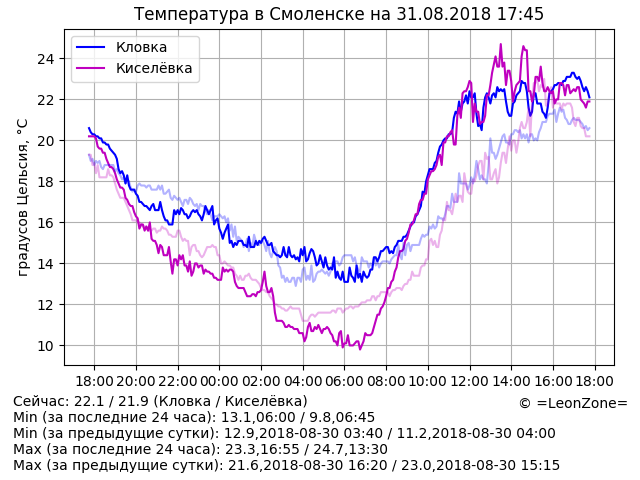 Температура в Смоленске на 31.08.2018 17:45
Кловка
Киселёвка
градусов Цельсия, °C
24
22
20
18
16
14
12
10
18:00 20:00 22:00 00:00 02:00 04:00 06:00 08:00 10:00 12:00 14:00 16:00 18:00
Сейчас: 22.1 / 21.9 (Кловка / Киселёвка)
© =LeonZone=
Min (за последние 24 часа): 13.1,06:00 / 9.8,06:45
Min (за предыдущие сутки): 12.9,2018-08-30 03:40 / 11.2,2018-08-30 04:00
Max (за последние 24 часа): 23.3,16:55 / 24.7,13:30
Max (за предыдущие сутки): 21.6,2018-08-30 16:20 / 23.0,2018-08-30 15:15